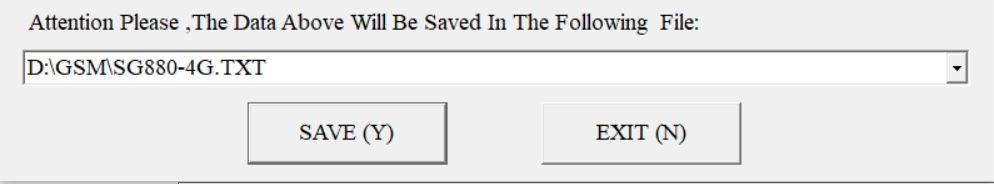 Attention Please ,The Data Above Will Be Saved In The Following  File:
D:\GSM\SG880-4G.TXT
SAVE (Y)
EXIT (N)